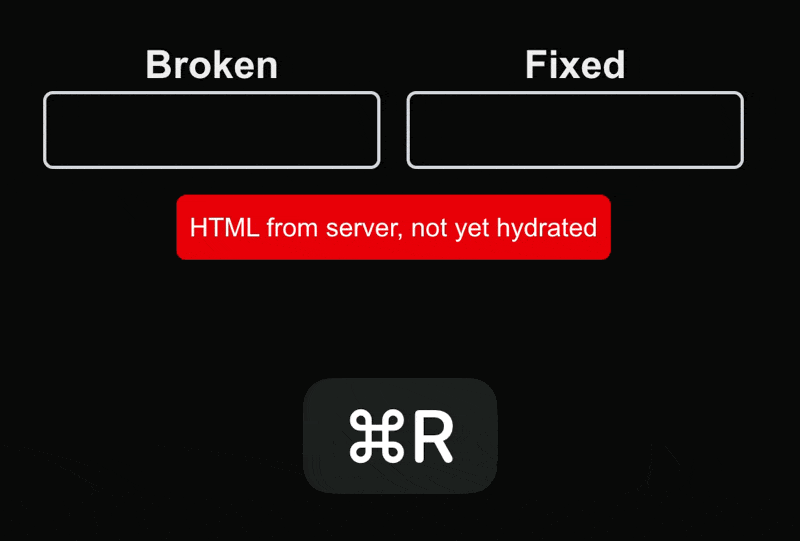 Broken Fixed
HTML from server, not yet hydrated
⌘R